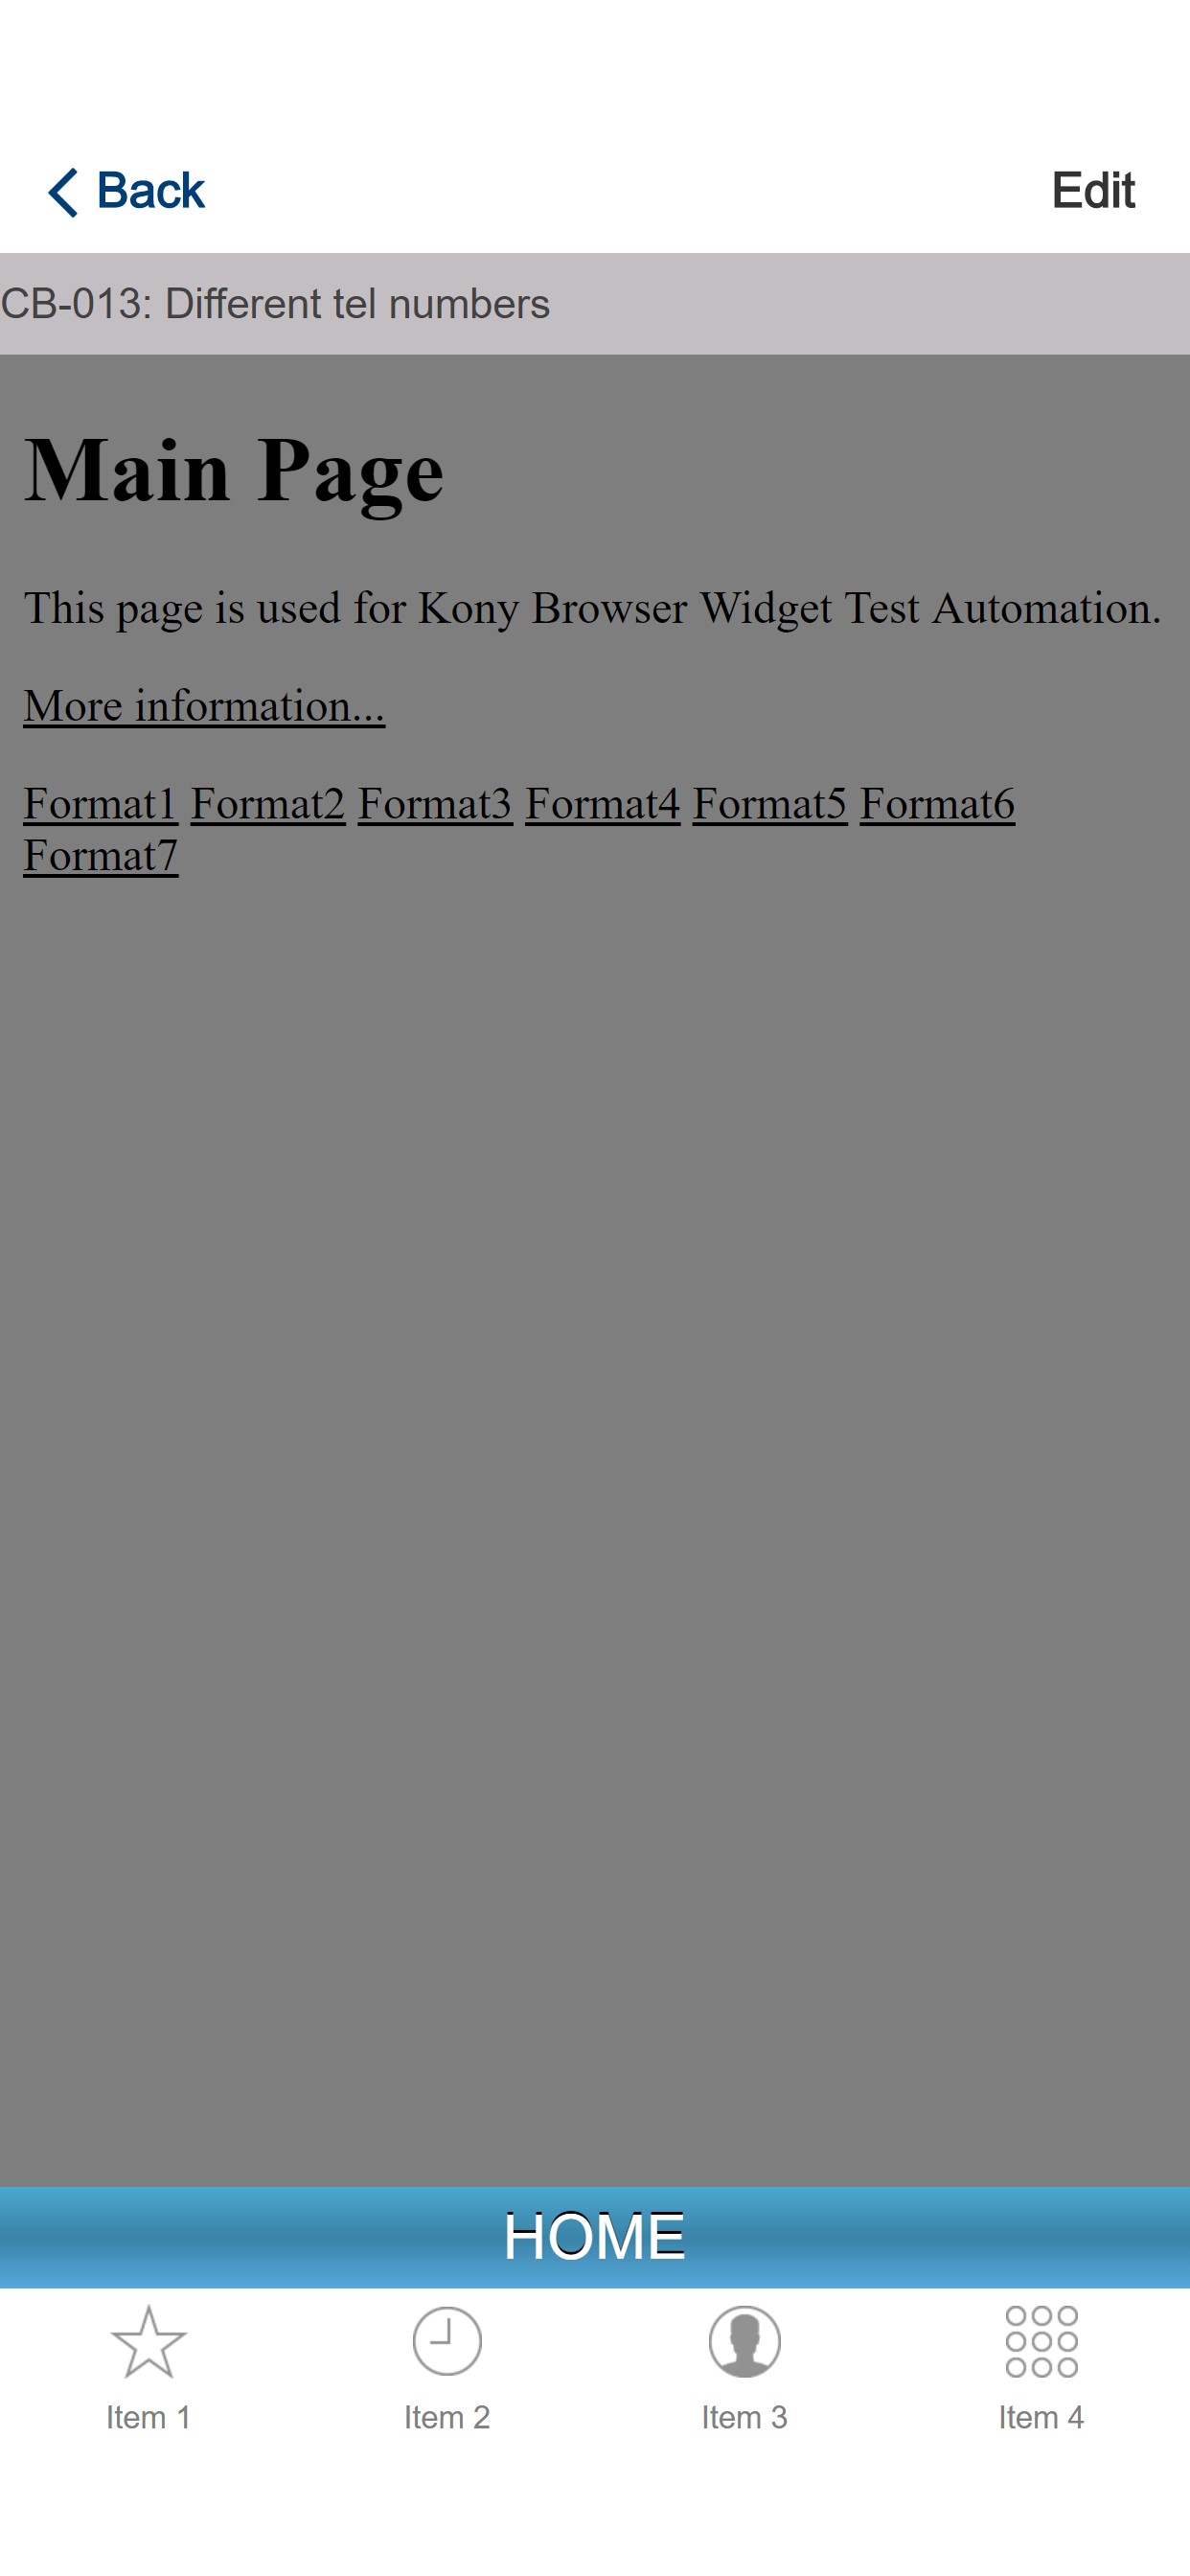 Back Edit
CB-013: Different tel numbers
Main Page
This page is used for Kony Browser Widget Test Automation.
More information...
Format1 Format2 Format3 Format4 Format5 Format6
Format7
HOME
Item 1 Item 2 Item 3 Item 4